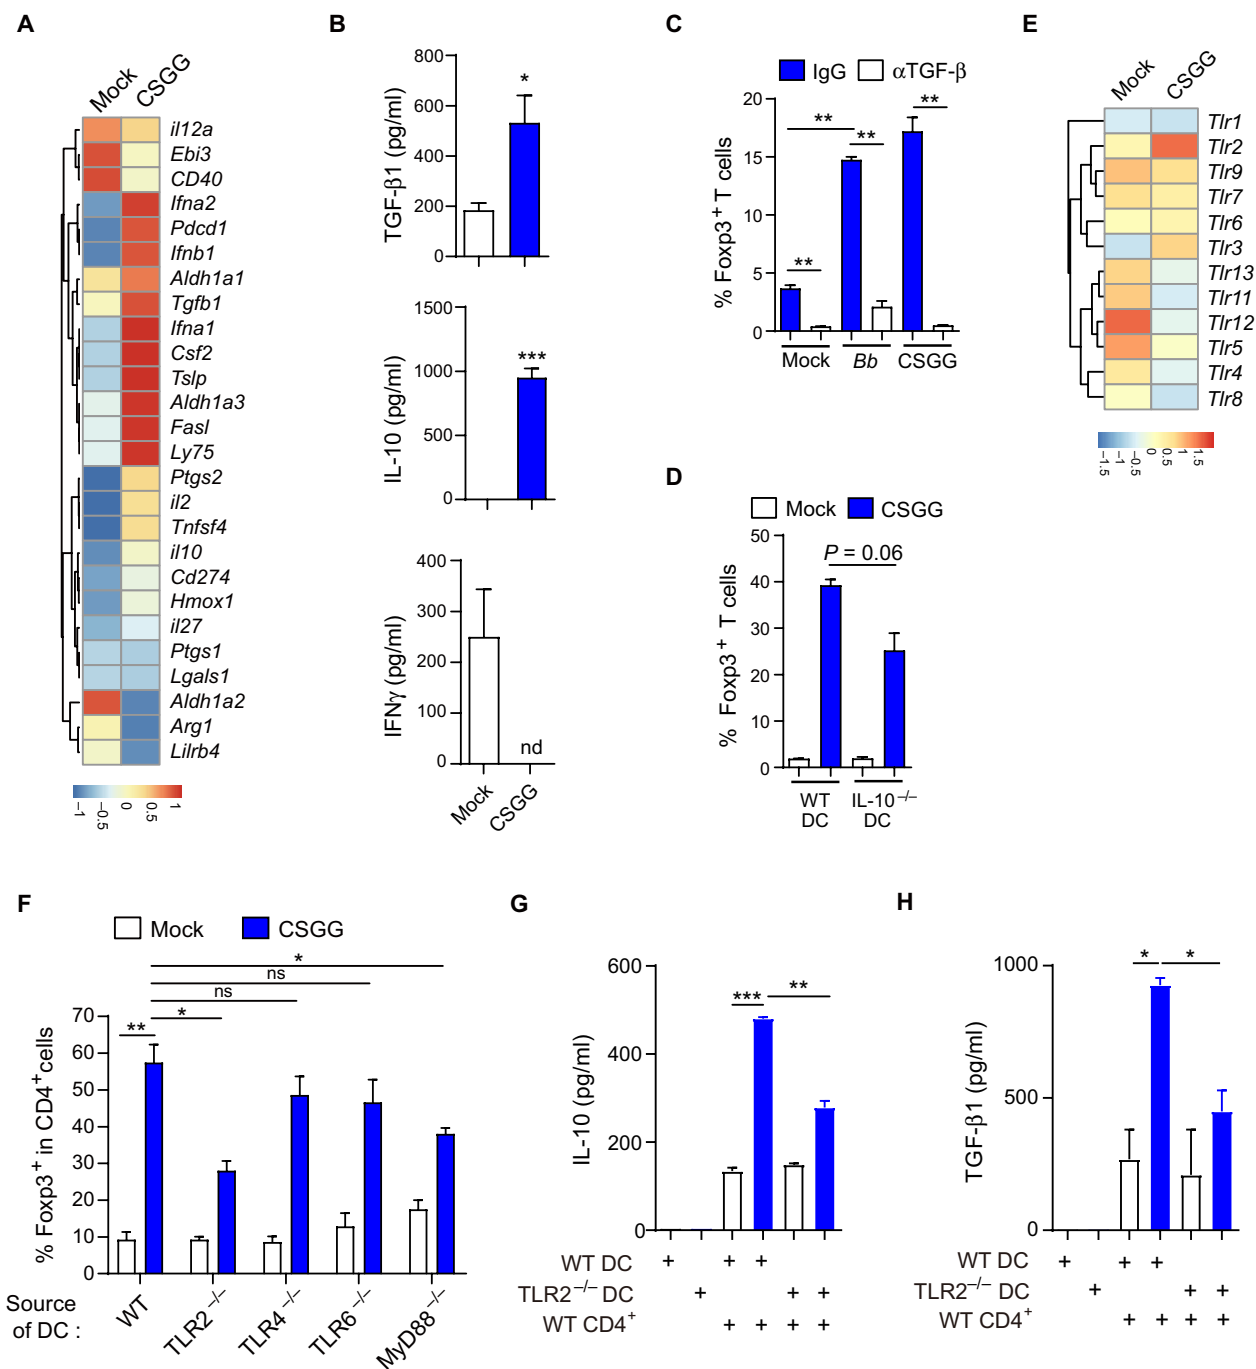 A
Mock
CSGG
il12a
Ebi3
CD40
Ifna2
Pdcd1
Ifnb1
Aldh1a1
Tgfb1
Ifna1
Csf2
Tslp
Aldh1a3
Fasl
Ly75
Ptgs2
il2
Tnfsf4
il10
Cd274
Hmox1
il27
Ptgs1
Lgals1
Aldh1a2
Arg1
Lilrb4
−1 −0.5 0 0.5 1
B
TGF-β1 (pg/ml)
800
600
400
200
0
*
IL-10 (pg/ml)
1500
1000
500
0
***
IFNγ (pg/ml)
400
300
200
100
0
nd
Mock
CSGG
C
IgG αTGF-β
% Foxp3⁺ T cells
20
15
10
5
0
** ** ** **
Mock Bb CSGG
D
Mock CSGG
% Foxp3⁺ T cells
50
40
30
20
10
0
P = 0.06
WT DC
IL-10⁻/⁻ DC
E
Mock
CSGG
Tlr1
Tlr2
Tlr9
Tlr7
Tlr6
Tlr3
Tlr13
Tlr11
Tlr12
Tlr5
Tlr4
Tlr8
−1.5 −1 −0.5 0 0.5 1 1.5
F
Mock CSGG
% Foxp3⁺ in CD4⁺cells
*
ns
ns
*
**
70
60
50
40
30
20
10
0
Source of DC :
WT
TLR2⁻/⁻
TLR4⁻/⁻
TLR6⁻/⁻
MyD88⁻/⁻
G
IL-10 (pg/ml)
600
400
200
0
*** **
WT DC + + +
TLR2⁻/⁻ DC + + +
WT CD4⁺ + + + +
H
TGF-β1 (pg/ml)
1000
500
0
* *
WT DC + + +
TLR2⁻/⁻ DC + + +
WT CD4⁺ + + + +